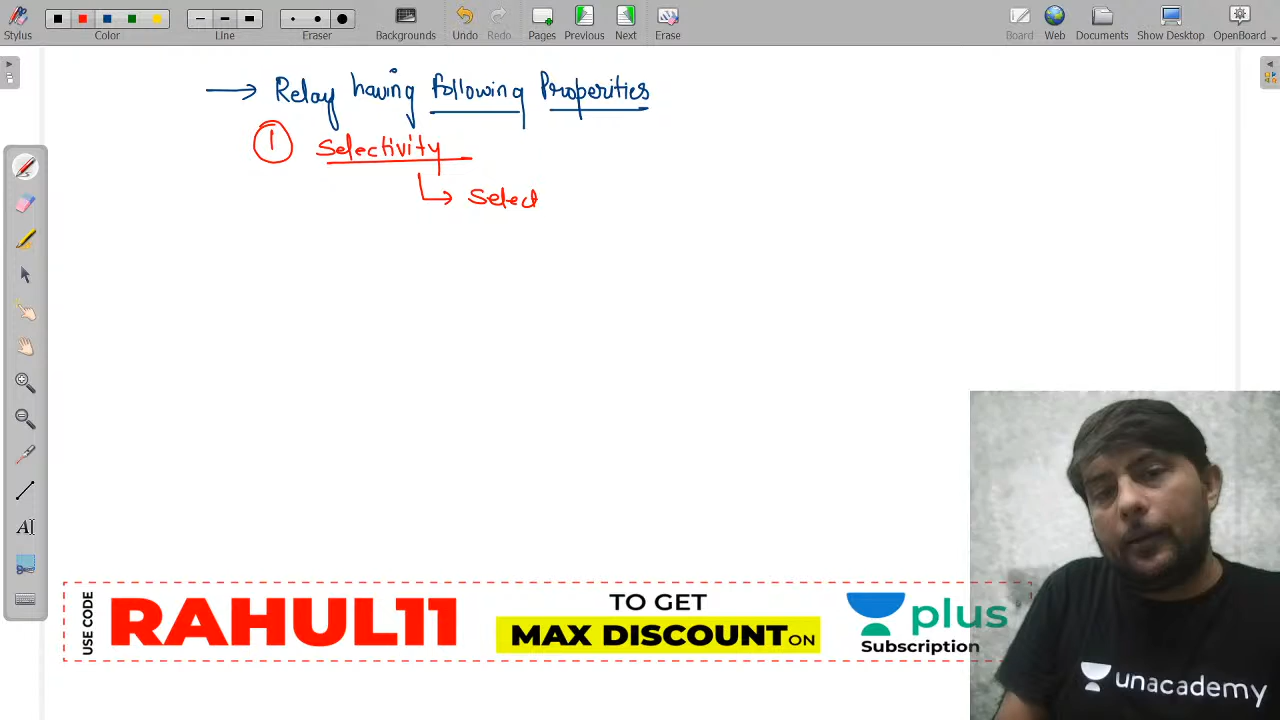 Stylus
Color
Line
Eraser
Backgrounds
Undo
Redo
Pages
Previous
Next
Erase
Board
Web
Documents
Show Desktop
OpenBoard
→ Relay having following Properities
① Selectivity
↳ Select
USE CODE
RAHUL11
TO GET
MAX DISCOUNT ON
plus
Subscription
unacademy